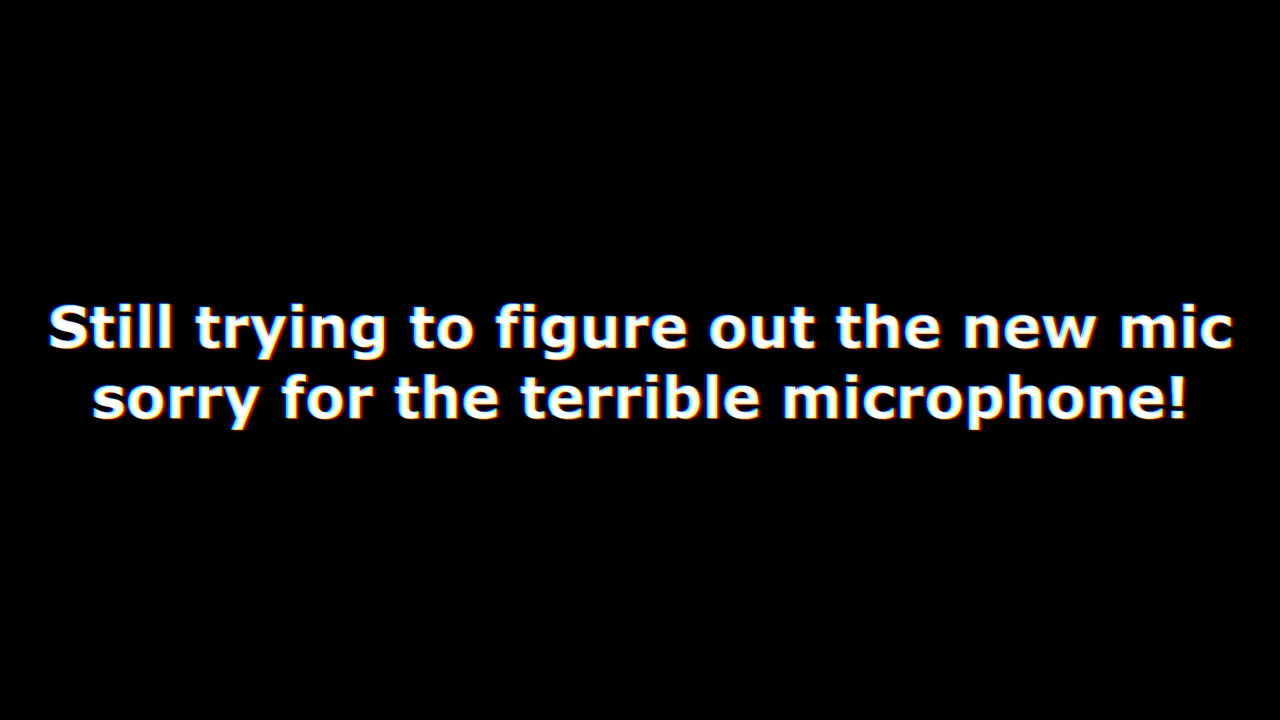 Still trying to figure out the new mic
sorry for the terrible microphone!